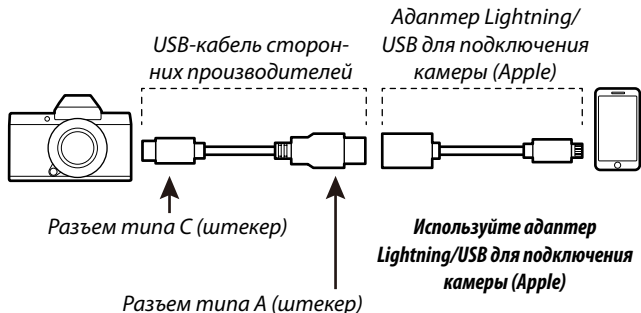 USB-кабель сторон-
них производителей
Адаптер Lightning/
USB для подключения
камеры (Apple)
Разъем типа C (штекер)
Используйте адаптер
Lightning/USB для подключения
камеры (Apple)
Разъем типа A (штекер)